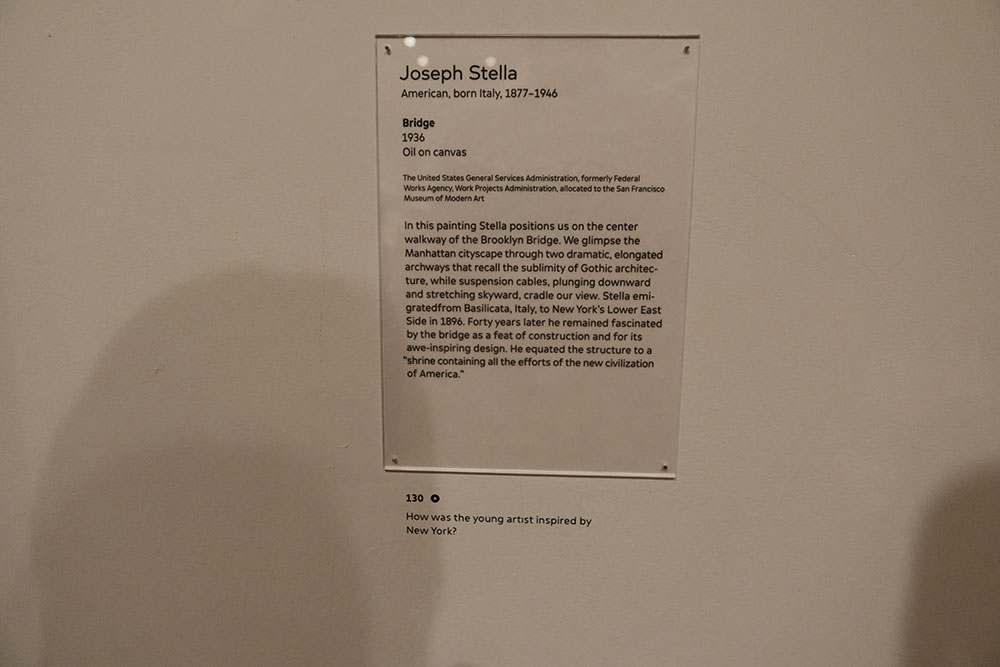 Joseph Stella
American, born Italy, 1877–1946
Bridge
1936
Oil on canvas
The United States General Services Administration, formerly Federal
Works Agency, Work Projects Administration, allocated to the San Francisco
Museum of Modern Art
In this painting Stella positions us on the center
walkway of the Brooklyn Bridge. We glimpse the
Manhattan cityscape through two dramatic, elongated
archways that recall the sublimity of Gothic architec-
ture, while suspension cables, plunging downward
and stretching skyward, cradle our view. Stella emi-
gratedfrom Basilicata, Italy, to New York's Lower East
Side in 1896. Forty years later he remained fascinated
by the bridge as a feat of construction and for its
awe-inspiring design. He equated the structure to a
"shrine containing all the efforts of the new civilization
of America."
130
How was the young artist inspired by
New York?